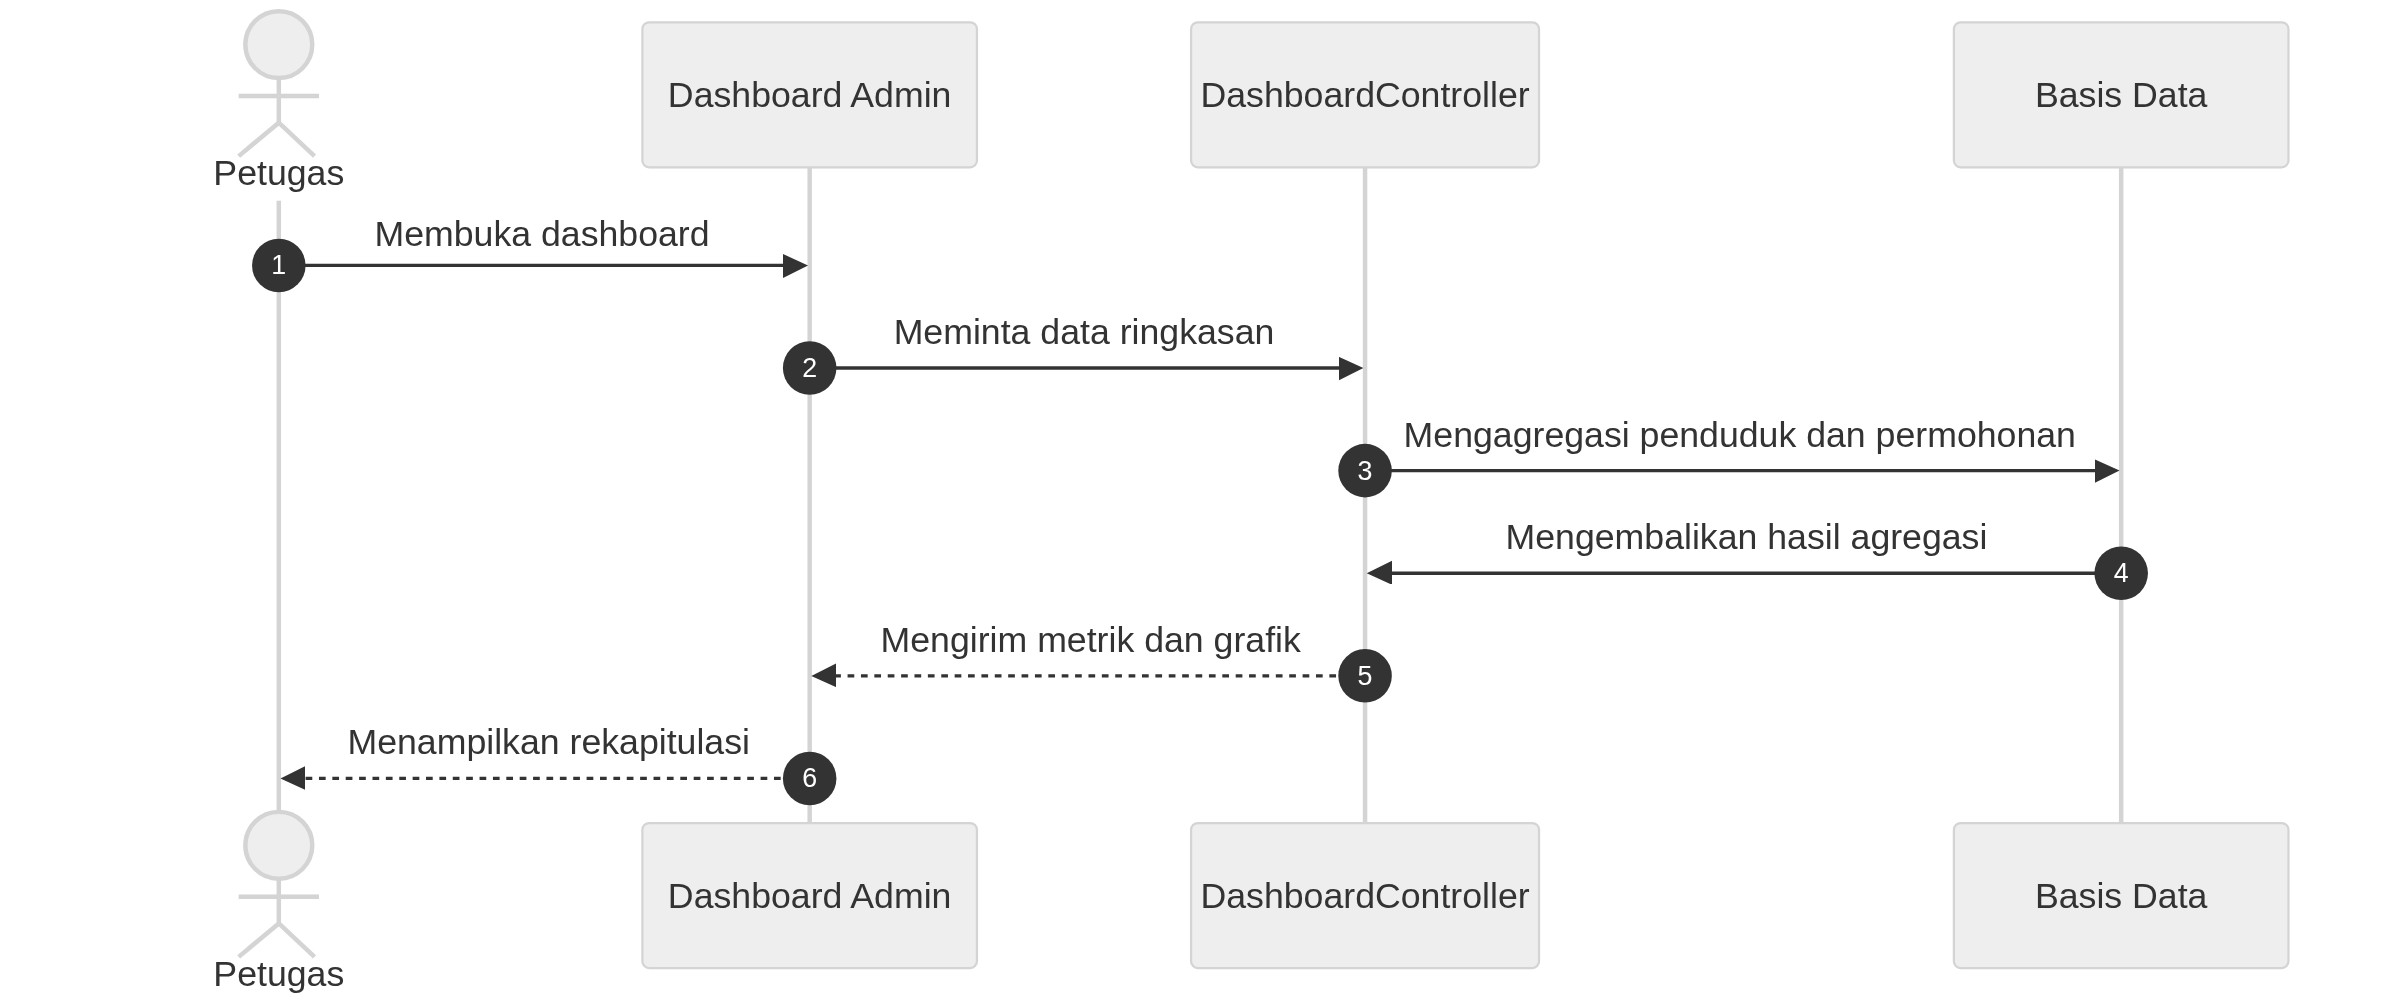 Dashboard Admin
DashboardController
Basis Data
Petugas
Membuka dashboard
1
Meminta data ringkasan
2
Mengagregasi penduduk dan permohonan
3
Mengembalikan hasil agregasi
4
Mengirim metrik dan grafik
5
Menampilkan rekapitulasi
6
Dashboard Admin
DashboardController
Basis Data
Petugas